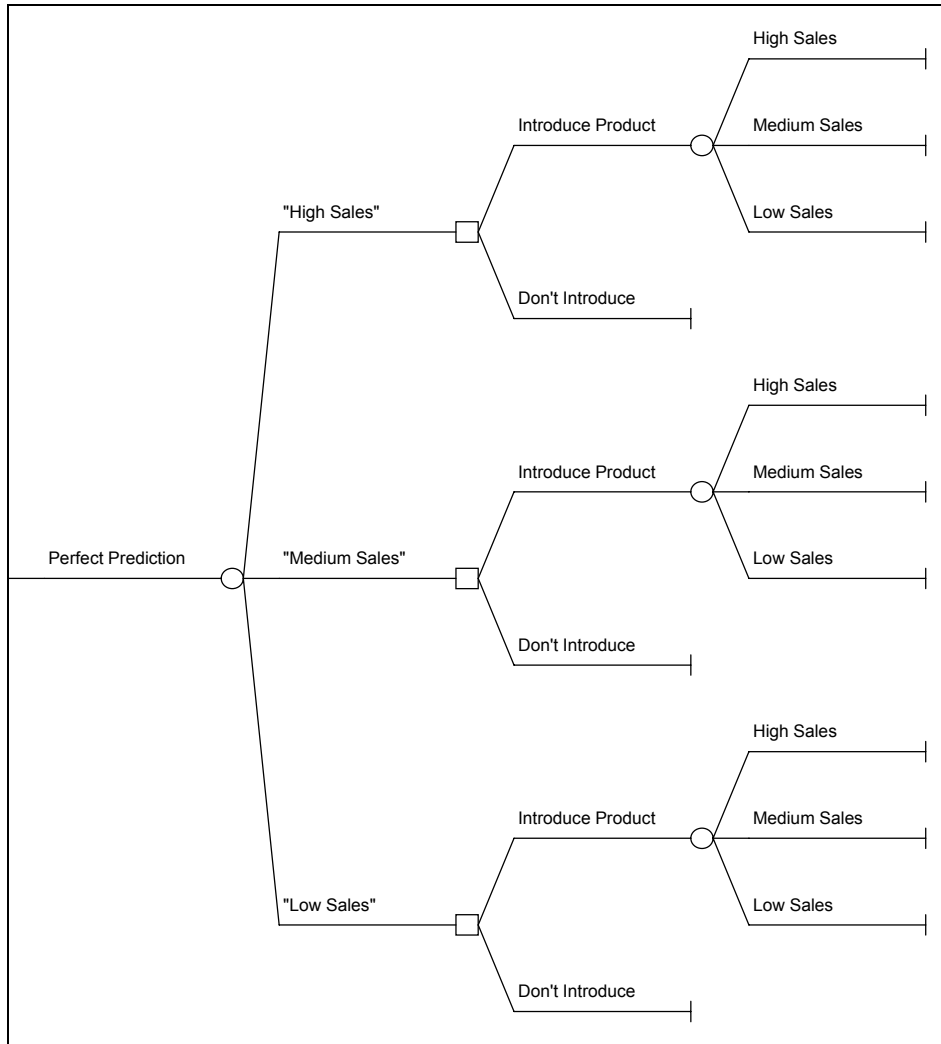 High Sales
Introduce Product
Medium Sales
"High Sales"
Low Sales
Don't Introduce
High Sales
Introduce Product
Medium Sales
Perfect Prediction
"Medium Sales"
Low Sales
Don't Introduce
High Sales
Introduce Product
Medium Sales
"Low Sales"
Low Sales
Don't Introduce